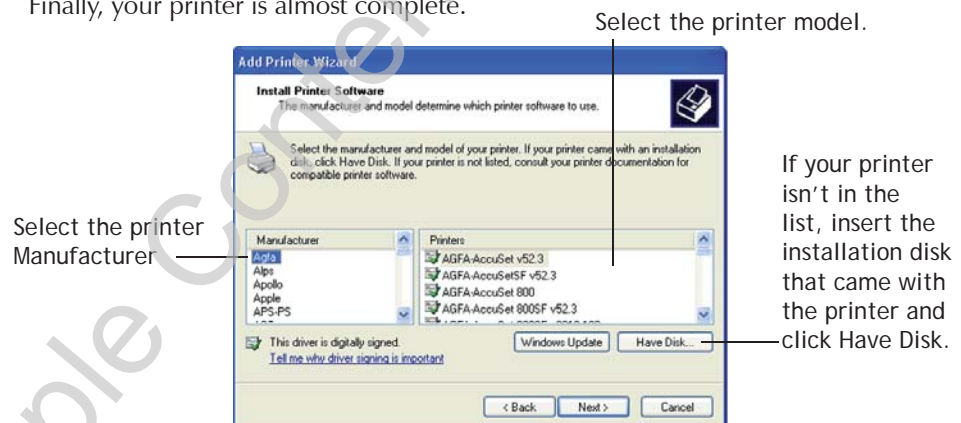 Finally, your printer is almost complete.
Select the printer model.
Add Printer Wizard
Install Printer Software
The manufacturer and model determine which printer software to use.
Select the manufacturer and model of your printer. If your printer came with an installation
disk, click Have Disk. If your printer is not listed, consult your printer documentation for
compatible printer software.
If your printer
isn't in the
list, insert the
installation disk
that came with
the printer and
click Have Disk.
Select the printer
Manufacturer
Manufacturer
Agfa
Alps
Apollo
Apple
APS-PS
Printers
AGFA-AccuSet v52.3
AGFA-AccuSetSF v52.3
AGFA-AccuSet 800
AGFA-AccuSet 800SF v52.3
This driver is digitally signed.
Tell me why driver signing is important
Windows Update
Have Disk...
< Back
Next >
Cancel
ple Conte